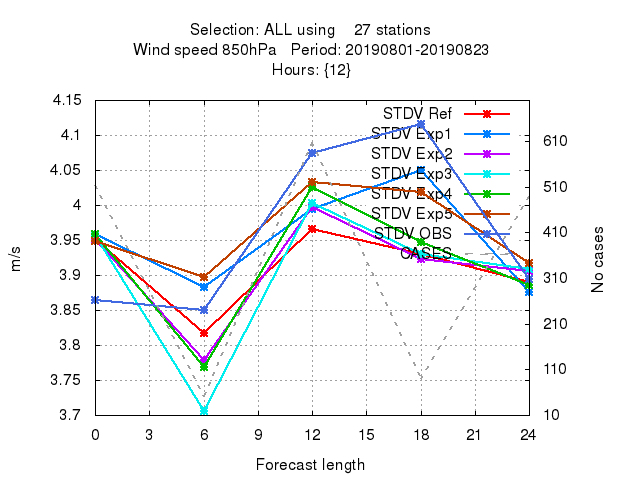 Selection: ALL using    27 stations
Wind speed 850hPa   Period: 20190801-20190823
Hours: {12}
4.15
4.1
4.05
4
3.95
3.9
3.85
3.8
3.75
3.7
m/s
STDV Ref
STDV Exp1
STDV Exp2
STDV Exp3
STDV Exp4
STDV Exp5
STDV OBS
CASES
610
510
410
310
210
110
10
No cases
0 3 6 9 12 15 18 21 24
Forecast length